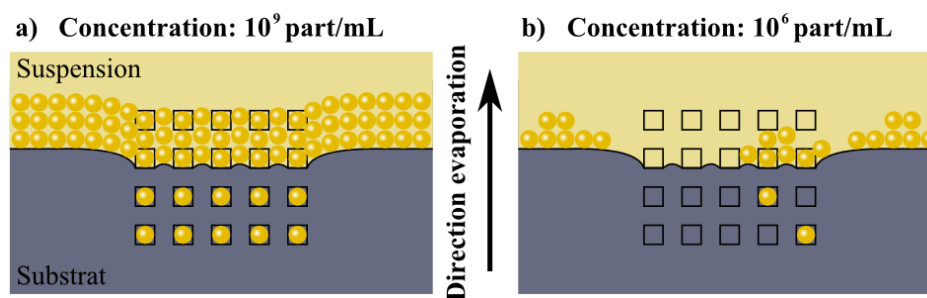 a) Concentration: 10⁹ part/mL
Suspension
Substrat
Direction evaporation
b) Concentration: 10⁶ part/mL